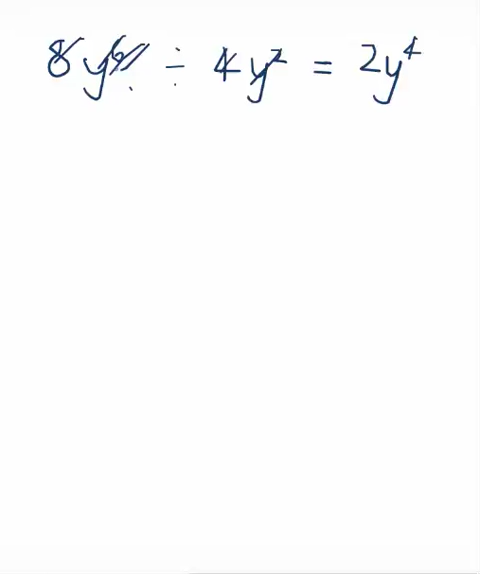 8y⁶ ÷ 4y² = 2y⁴